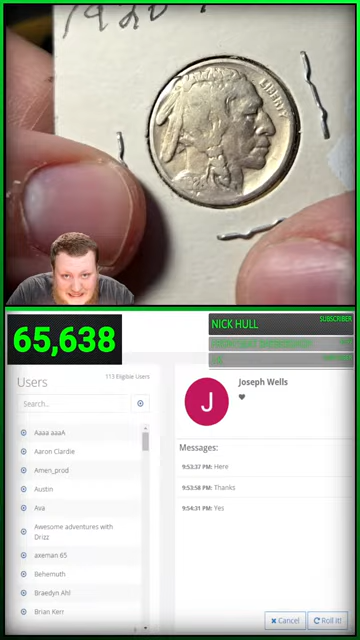 LIBERTY
65,638
NICK HULL
SUBSCRIBER
Users
113 Eligible Users
Search...
Aaaa aaaA
Aaron Clardie
Amen_prod
Austin
Ava
Awesome adventures with
Drizz
axeman 65
Behemuth
Braedyn Ahl
Brian Kerr
J
Joseph Wells
Messages:
9:53:37 PM: Here
9:53:58 PM: Thanks
9:54:31 PM: Yes
Cancel
Roll it!